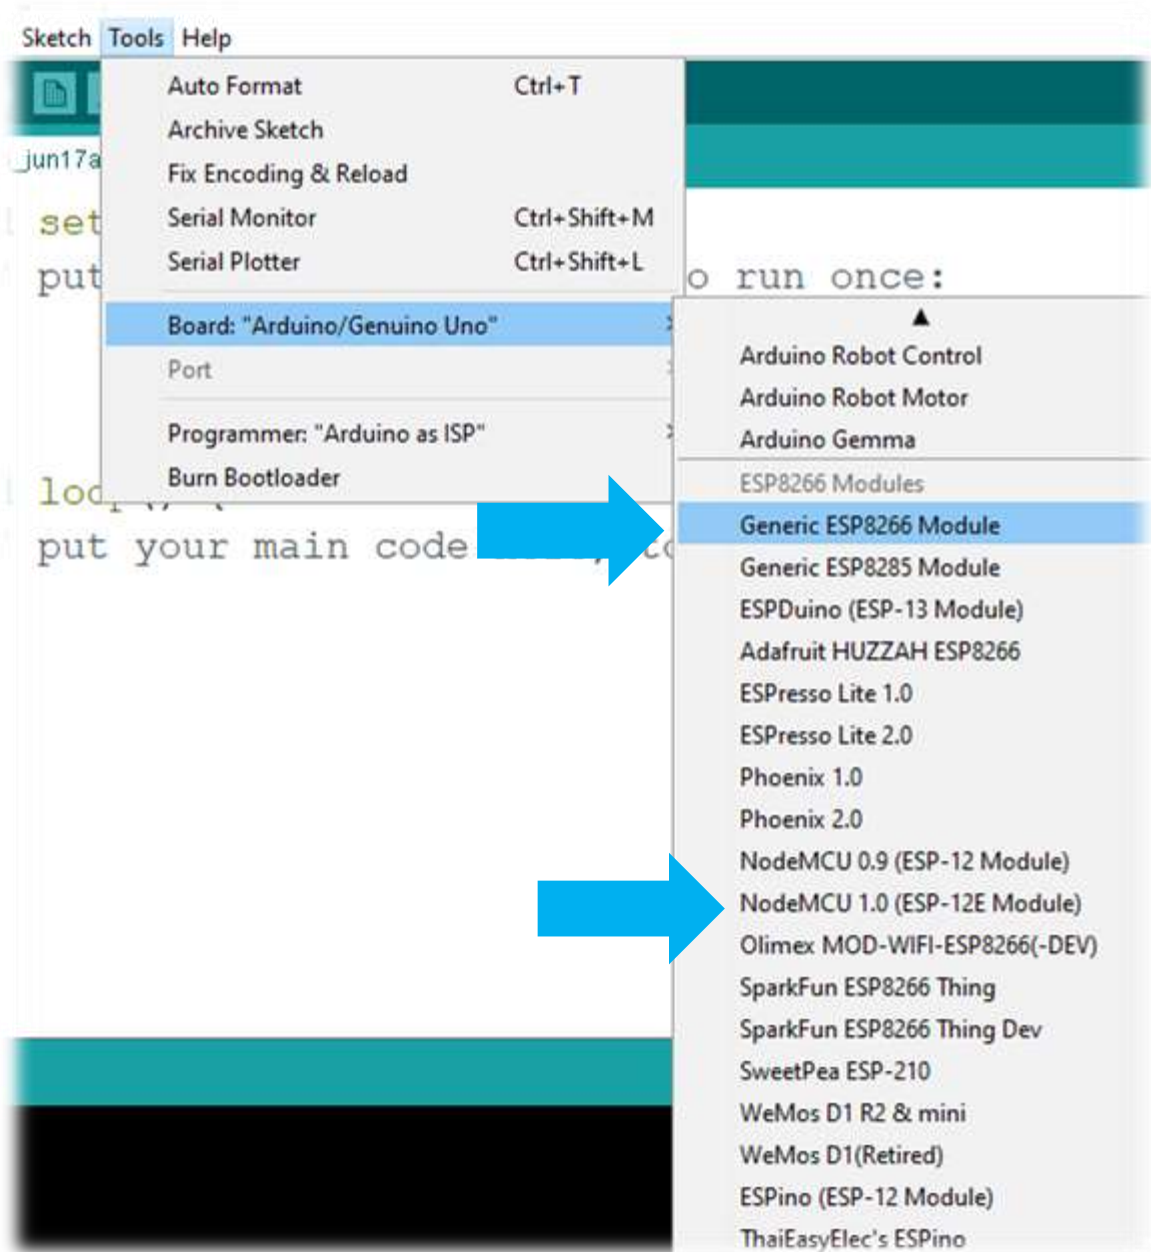 Sketch Tools Help
Auto Format Ctrl+T
Archive Sketch
_jun17a
Fix Encoding & Reload
set
Serial Monitor Ctrl+Shift+M
Serial Plotter Ctrl+Shift+L
put o run once:
Board: "Arduino/Genuino Uno"
Port
Programmer: "Arduino as ISP"
Burn Bootloader
loop() {
put your main code
Arduino Robot Control
Arduino Robot Motor
Arduino Gemma
ESP8266 Modules
Generic ESP8266 Module
Generic ESP8285 Module
ESPDuino (ESP-13 Module)
Adafruit HUZZAH ESP8266
ESPresso Lite 1.0
ESPresso Lite 2.0
Phoenix 1.0
Phoenix 2.0
NodeMCU 0.9 (ESP-12 Module)
NodeMCU 1.0 (ESP-12E Module)
Olimex MOD-WIFI-ESP8266(-DEV)
SparkFun ESP8266 Thing
SparkFun ESP8266 Thing Dev
SweetPea ESP-210
WeMos D1 R2 & mini
WeMos D1(Retired)
ESPino (ESP-12 Module)
ThaiEasyElec's ESPino